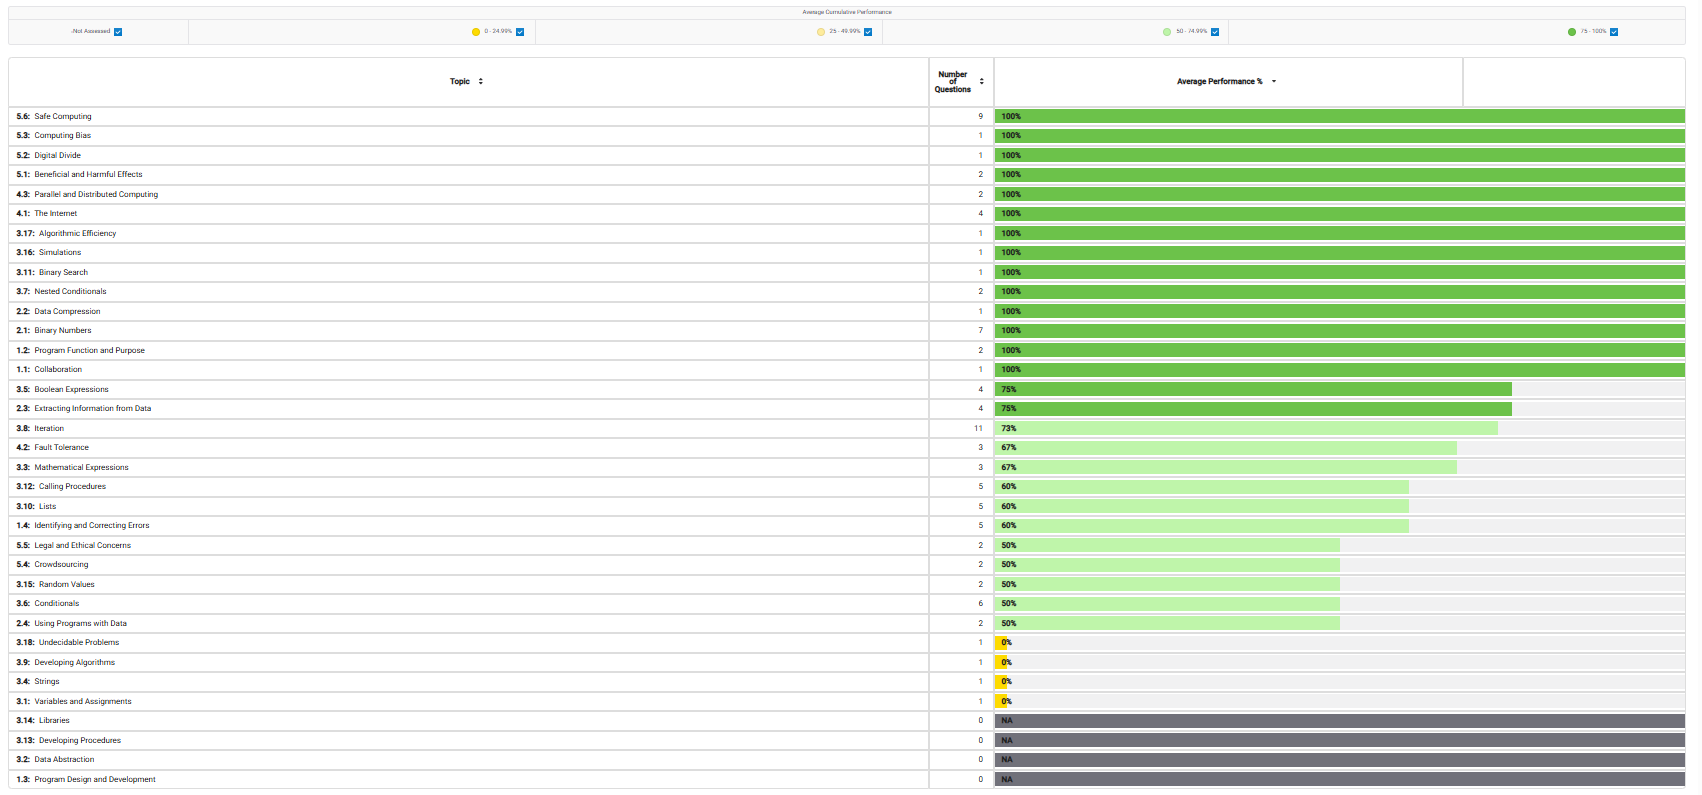 Average Cumulative Performance
Not Assessed 0 - 24.99% 25 - 49.99% 50 - 74.99% 75 - 100%
Topic Number of Questions Average Performance %
5.6: Safe Computing 9 100%
5.3: Computing Bias 1 100%
5.2: Digital Divide 1 100%
5.1: Beneficial and Harmful Effects 2 100%
4.3: Parallel and Distributed Computing 2 100%
4.1: The Internet 4 100%
3.17: Algorithmic Efficiency 1 100%
3.16: Simulations 1 100%
3.11: Binary Search 1 100%
3.7: Nested Conditionals 2 100%
2.2: Data Compression 1 100%
2.1: Binary Numbers 7 100%
1.2: Program Function and Purpose 2 100%
1.1: Collaboration 1 100%
3.5: Boolean Expressions 4 75%
2.3: Extracting Information from Data 4 75%
3.8: Iteration 11 73%
4.2: Fault Tolerance 3 67%
3.3: Mathematical Expressions 3 67%
3.12: Calling Procedures 5 60%
3.10: Lists 5 60%
1.4: Identifying and Correcting Errors 5 60%
5.5: Legal and Ethical Concerns 2 50%
5.4: Crowdsourcing 2 50%
3.15: Random Values 2 50%
3.6: Conditionals 6 50%
2.4: Using Programs with Data 2 50%
3.18: Undecidable Problems 1 0%
3.9: Developing Algorithms 1 0%
3.4: Strings 1 0%
3.1: Variables and Assignments 1 0%
3.14: Libraries 0 NA
3.13: Developing Procedures 0 NA
3.2: Data Abstraction 0 NA
1.3: Program Design and Development 0 NA